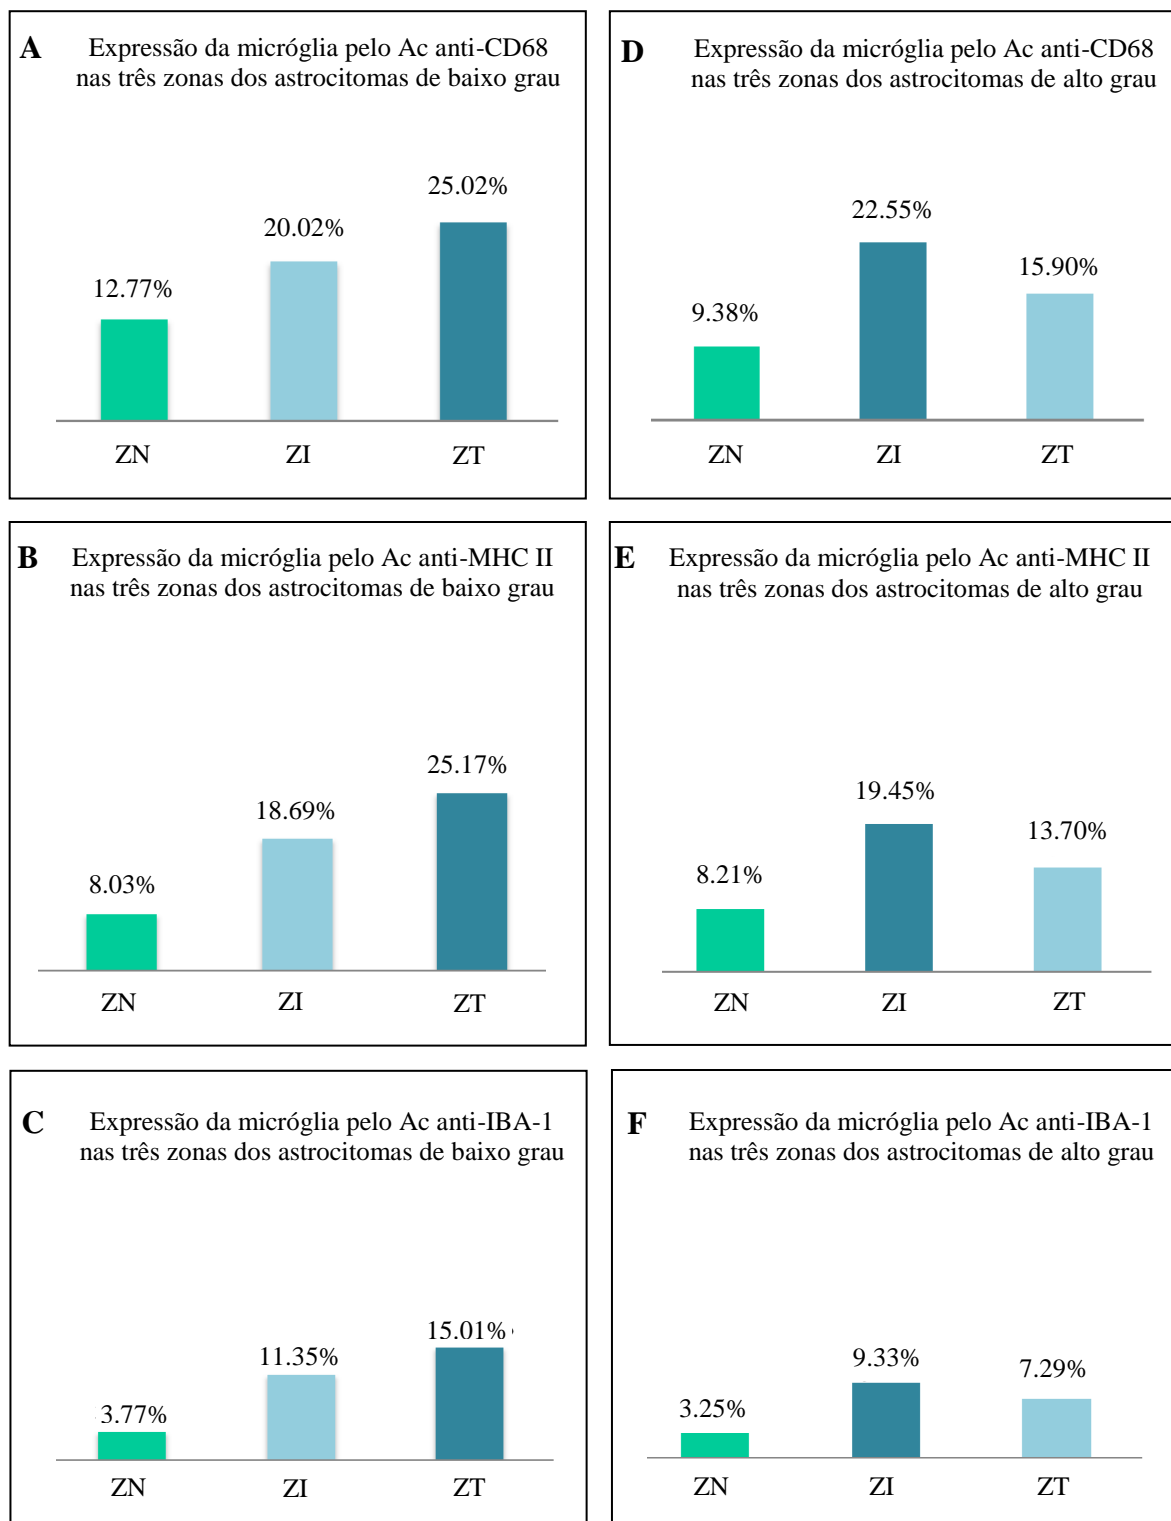 A
Expressão da micróglia pelo Ac anti-CD68
nas três zonas dos astrocitomas de baixo grau
12.77%
20.02%
25.02%
ZN
ZI
ZT
D
Expressão da micróglia pelo Ac anti-CD68
nas três zonas dos astrocitomas de alto grau
9.38%
22.55%
15.90%
ZN
ZI
ZT
B
Expressão da micróglia pelo Ac anti-MHC II
nas três zonas dos astrocitomas de baixo grau
8.03%
18.69%
25.17%
ZN
ZI
ZT
E
Expressão da micróglia pelo Ac anti-MHC II
nas três zonas dos astrocitomas de alto grau
8.21%
19.45%
13.70%
ZN
ZI
ZT
C
Expressão da micróglia pelo Ac anti-IBA-1
nas três zonas dos astrocitomas de baixo grau
3.77%
11.35%
15.01%
ZN
ZI
ZT
F
Expressão da micróglia pelo Ac anti-IBA-1
nas três zonas dos astrocitomas de alto grau
3.25%
9.33%
7.29%
ZN
ZI
ZT